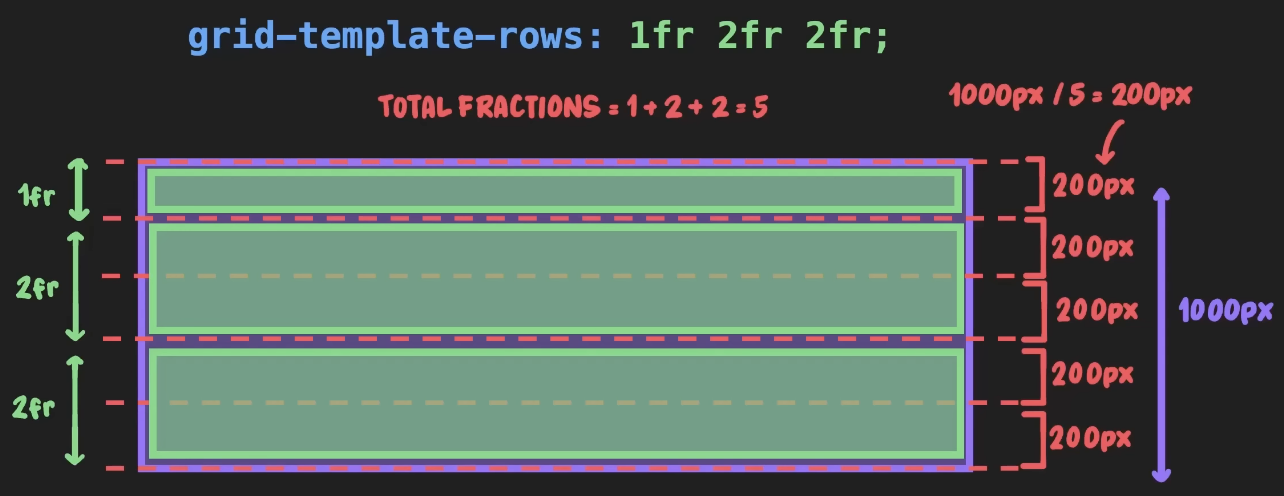 grid-template-rows: 1fr 2fr 2fr;
TOTAL FRACTIONS = 1 + 2 + 2 = 5
1000px / 5 = 200px
1fr
2fr
2fr
200px
200px
200px
200px
200px
1000px